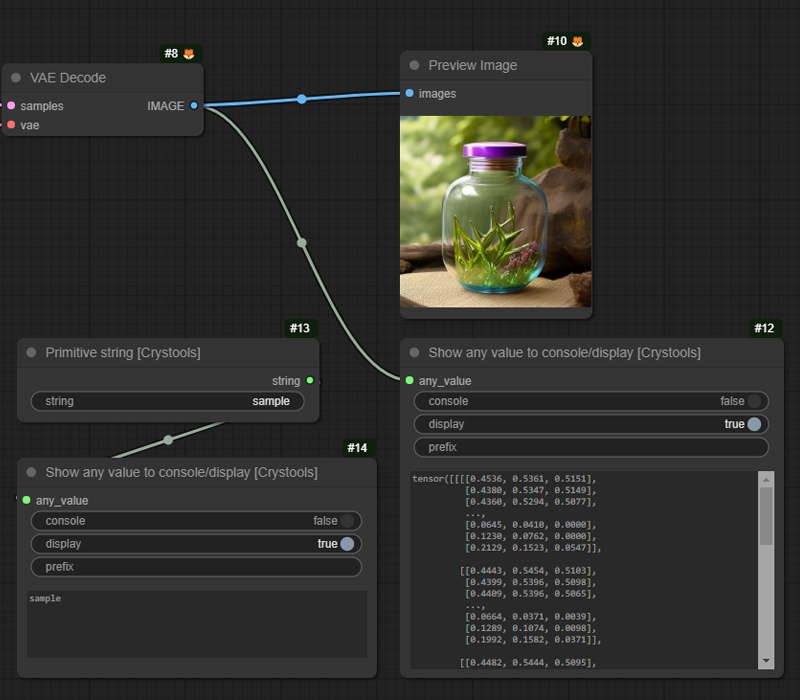 #8
VAE Decode
samples
IMAGE
vae
#10
Preview Image
images
#13
Primitive string [Crystools]
string
string sample
#14
Show any value to console/display [Crystools]
any_value
console false
display true
prefix
sample
#12
Show any value to console/display [Crystools]
any_value
console false
display true
prefix
tensor([[[[0.4536, 0.5361, 0.5151],
[0.4380, 0.5347, 0.5149],
[0.4360, 0.5294, 0.5077],
...,
[0.0645, 0.0410, 0.0000],
[0.1230, 0.0762, 0.0000],
[0.2129, 0.1523, 0.0547]],
[[0.4443, 0.5454, 0.5103],
[0.4399, 0.5396, 0.5098],
[0.4409, 0.5396, 0.5065],
...,
[0.0664, 0.0371, 0.0039],
[0.1289, 0.1074, 0.0098],
[0.1992, 0.1582, 0.0371]],
[[0.4482, 0.5444, 0.5095],